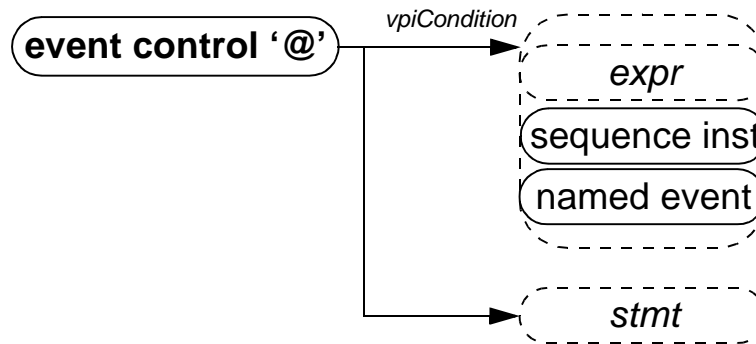 vpiCondition
event control ‘@’
expr
sequence inst
named event
stmt